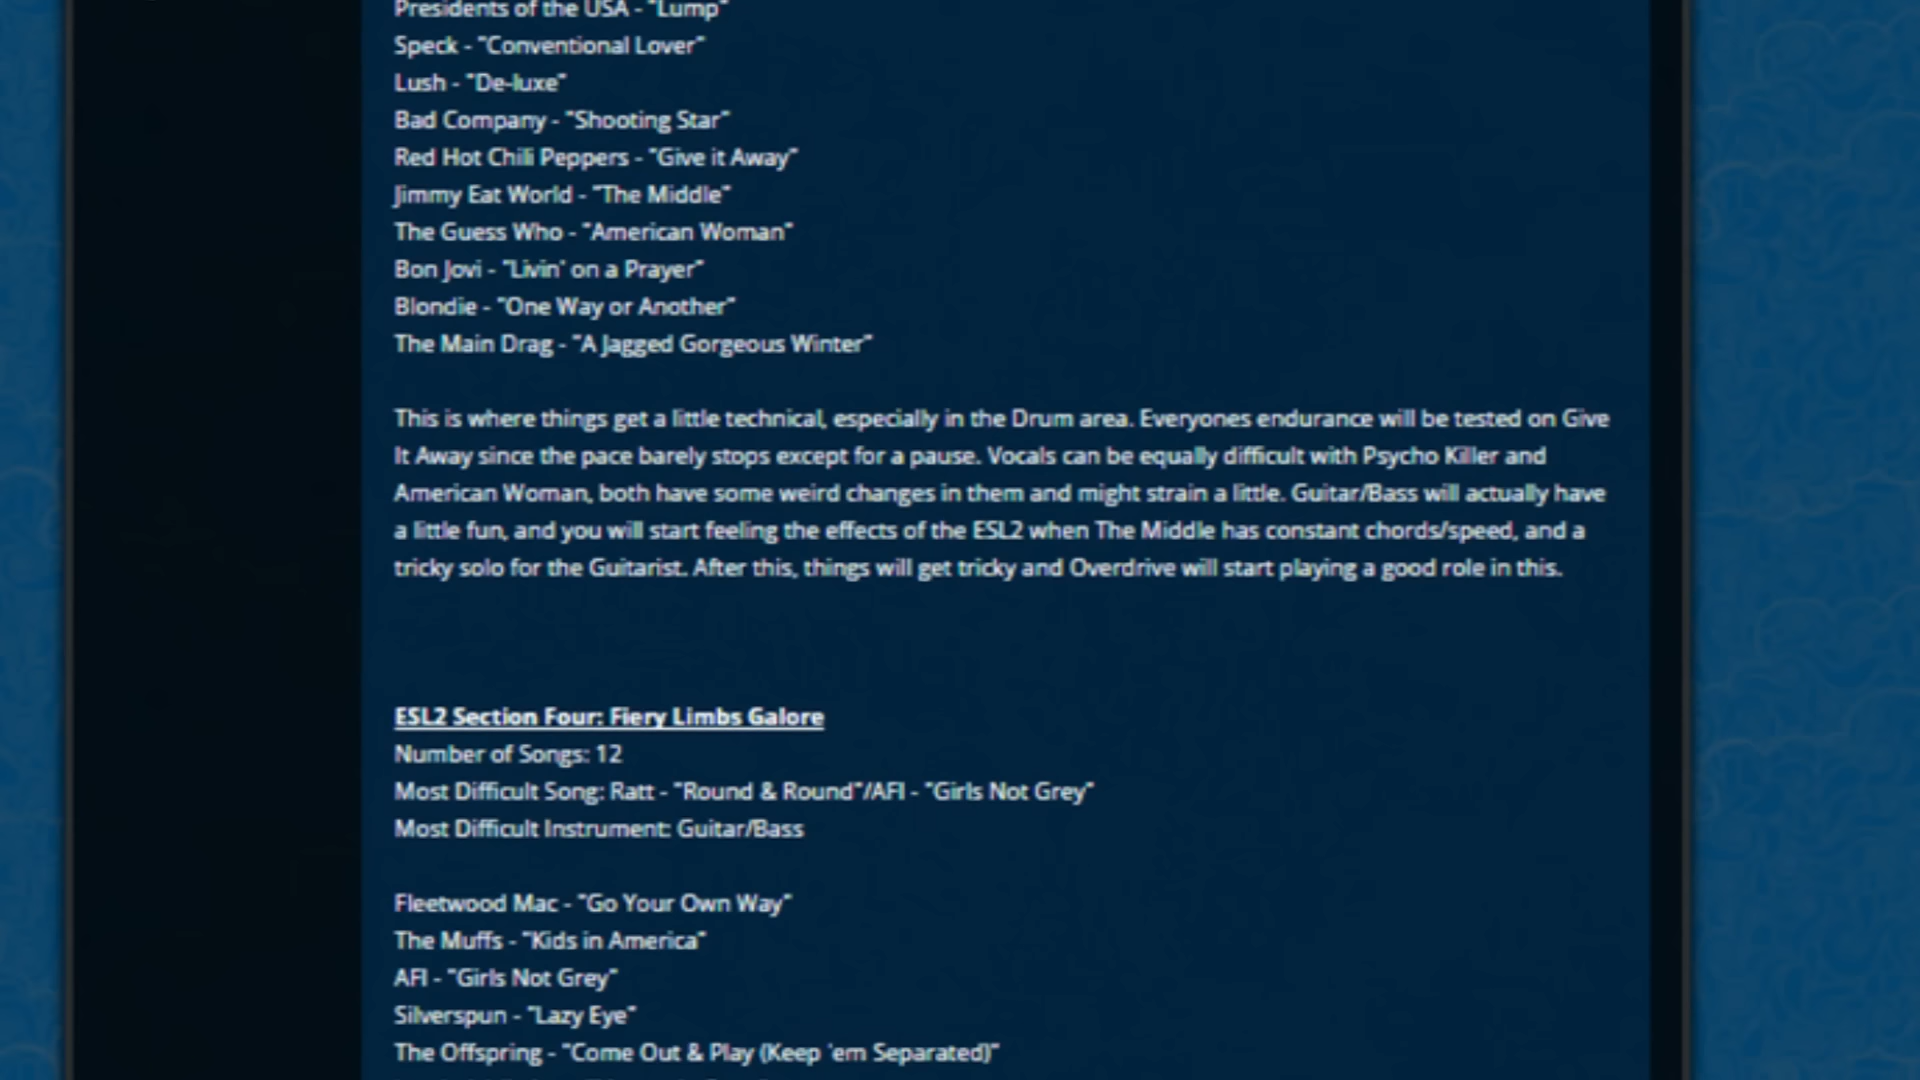 Presidents of the USA - "Lump"
Speck - "Conventional Lover"
Lush - "De-luxe"
Bad Company - "Shooting Star"
Red Hot Chili Peppers - "Give it Away"
Jimmy Eat World - "The Middle"
The Guess Who - "American Woman"
Bon Jovi - "Livin' on a Prayer"
Blondie - "One Way or Another"
The Main Drag - "A Jagged Gorgeous Winter"
This is where things get a little technical, especially in the Drum area. Everyones endurance will be tested on Give
It Away since the pace barely stops except for a pause. Vocals can be equally difficult with Psycho Killer and
American Woman, both have some weird changes in them and might strain a little. Guitar/Bass will actually have
a little fun, and you will start feeling the effects of the ESL2 when The Middle has constant chords/speed, and a
tricky solo for the Guitarist. After this, things will get tricky and Overdrive will start playing a good role in this.
ESL2 Section Four: Fiery Limbs Galore
Number of Songs: 12
Most Difficult Song: Ratt - "Round & Round"/AFI - "Girls Not Grey"
Most Difficult Instrument: Guitar/Bass
Fleetwood Mac - "Go Your Own Way"
The Muffs - "Kids in America"
AFI - "Girls Not Grey"
Silverspun - "Lazy Eye"
The Offspring - "Come Out & Play (Keep 'em Separated)"